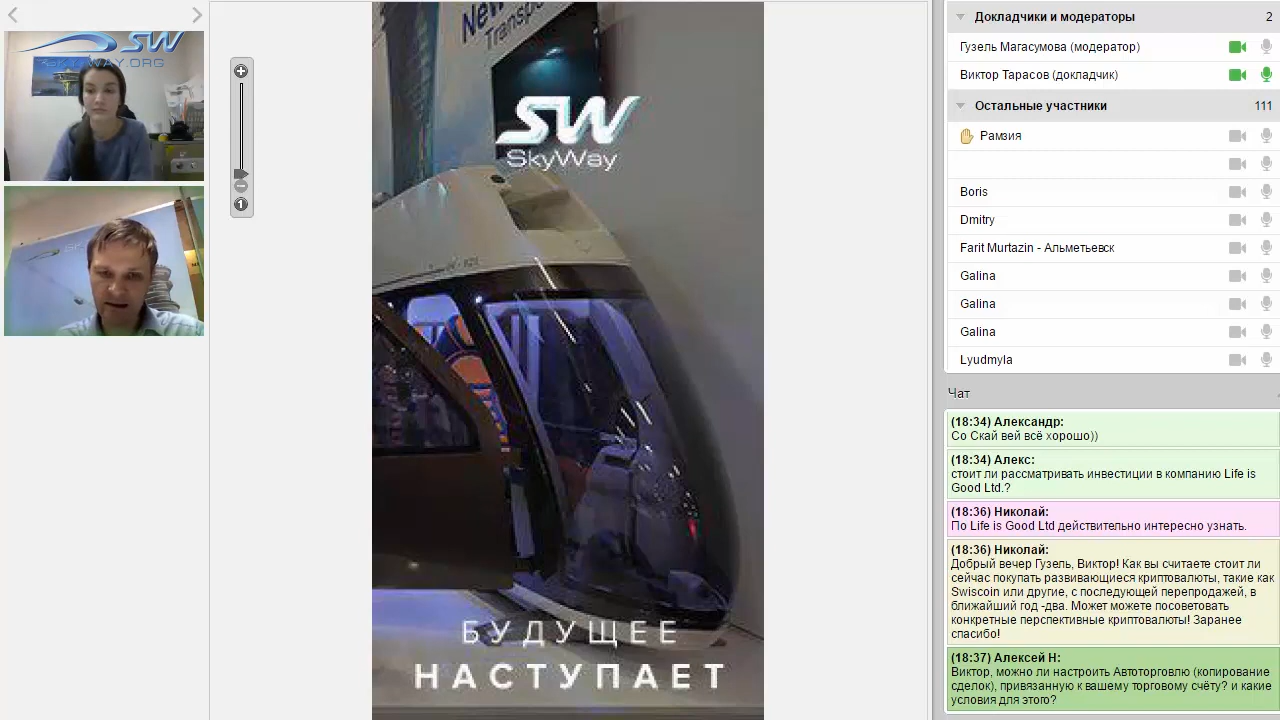 SW
SKYWAY.ORG
New
Transpo
SW
SkyWay
БУДУЩЕЕ
НАСТУПАЕТ
1
Докладчики и модераторы 2
Гузель Магасумова (модератор)
Виктор Тарасов (докладчик)
Остальные участники 111
Рамзия
Boris
Dmitry
Farit Murtazin - Альметьевск
Galina
Galina
Galina
Lyudmyla
Чат
(18:34) Александр:
Со Скай вей всё хорошо))
(18:34) Алекс:
стоит ли рассматривать инвестиции в компанию Life is
Good Ltd.?
(18:36) Николай:
По Life is Good Ltd действительно интересно узнать.
(18:36) Николай:
Добрый вечер Гузель, Виктор! Как вы считаете стоит ли
сейчас покупать развивающиеся криптовалюты, такие как
Swiscoin или другие, с последующей перепродажей, в
ближайший год - два. Может можете посоветовать
конкретные перспективные криптовалюты! Заранее
(18:37) Алексей Н:
Виктор, можно ли настроить Автоторговлю (копирование
сделок), привязанную к вашему торговому счёту? и какие
условия для этого?